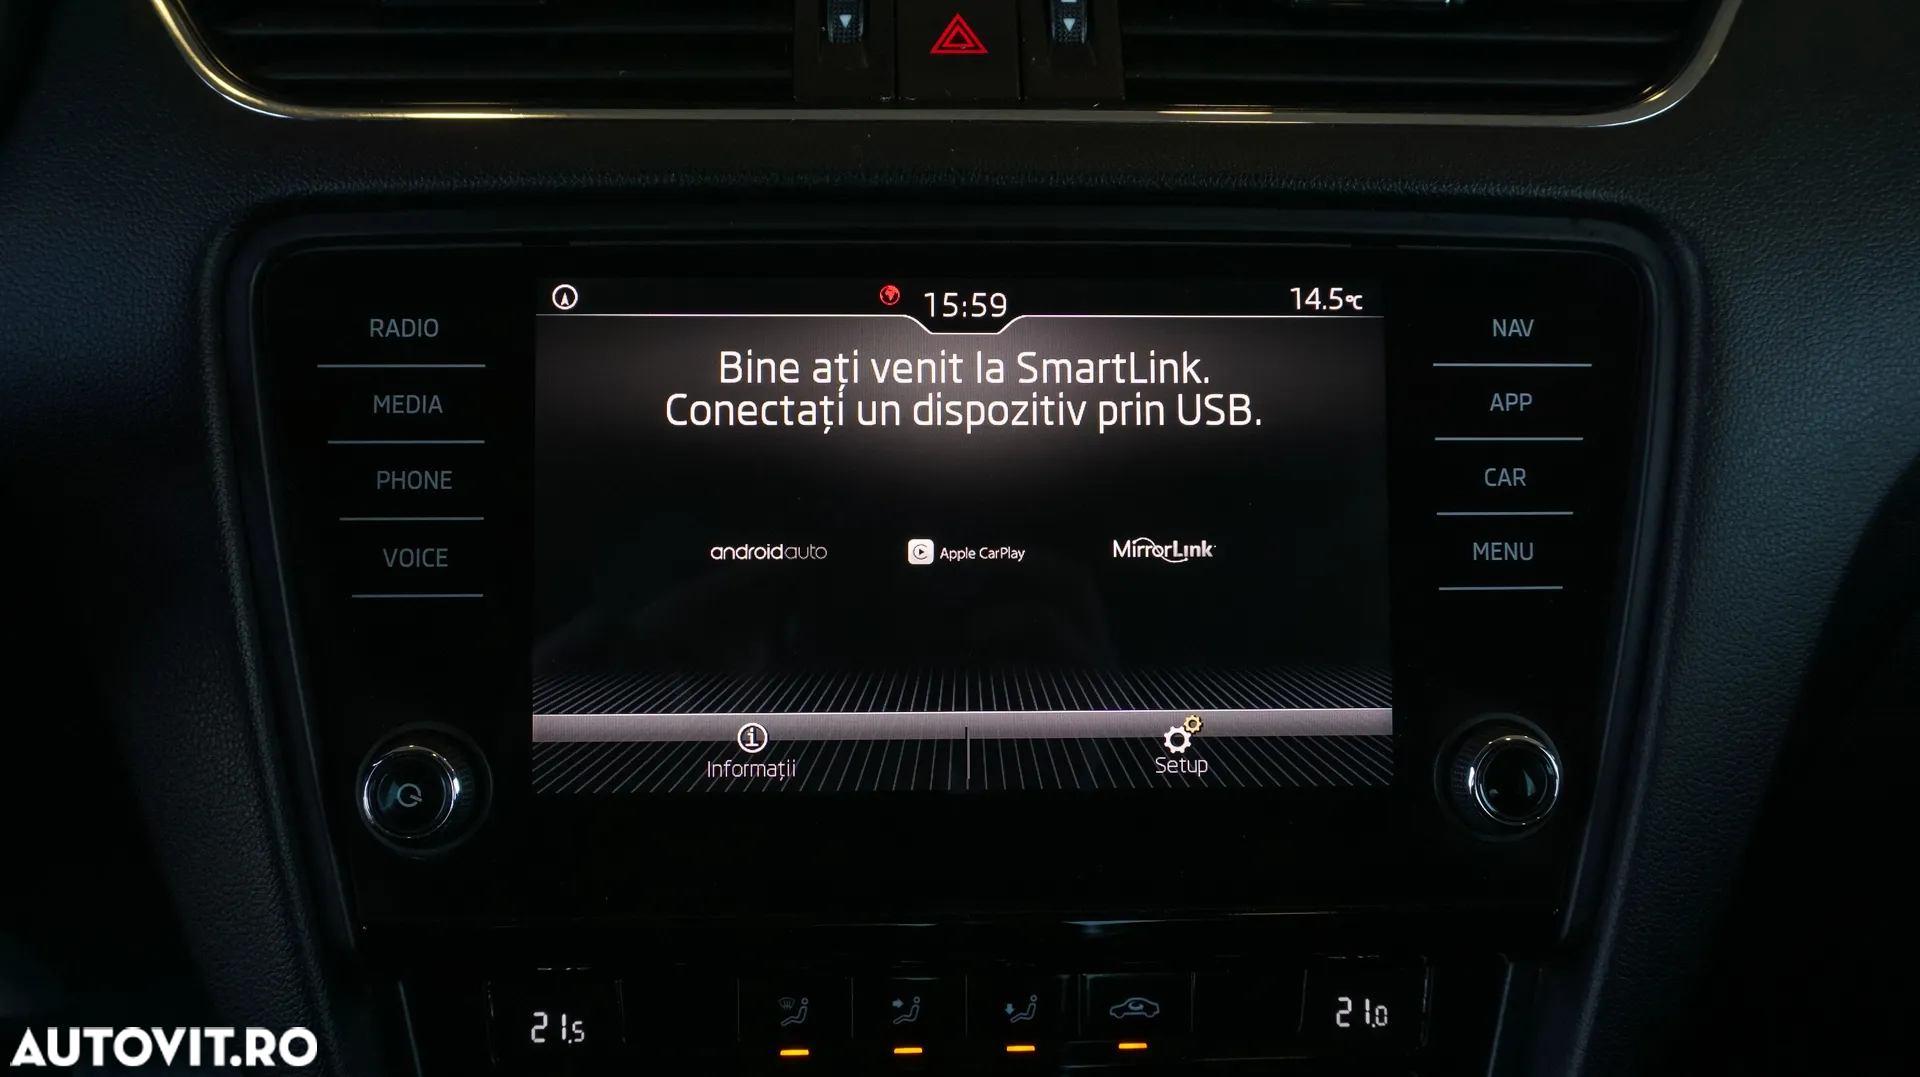 15:59
14.5°C
RADIO
MEDIA
PHONE
VOICE
Bine ați venit la SmartLink.
Conectați un dispozitiv prin USB.
androidauto
Apple CarPlay
MirrorLink
Informații
Setup
NAV
APP
CAR
MENU
21.5
21.0
AUTOVIT.RO